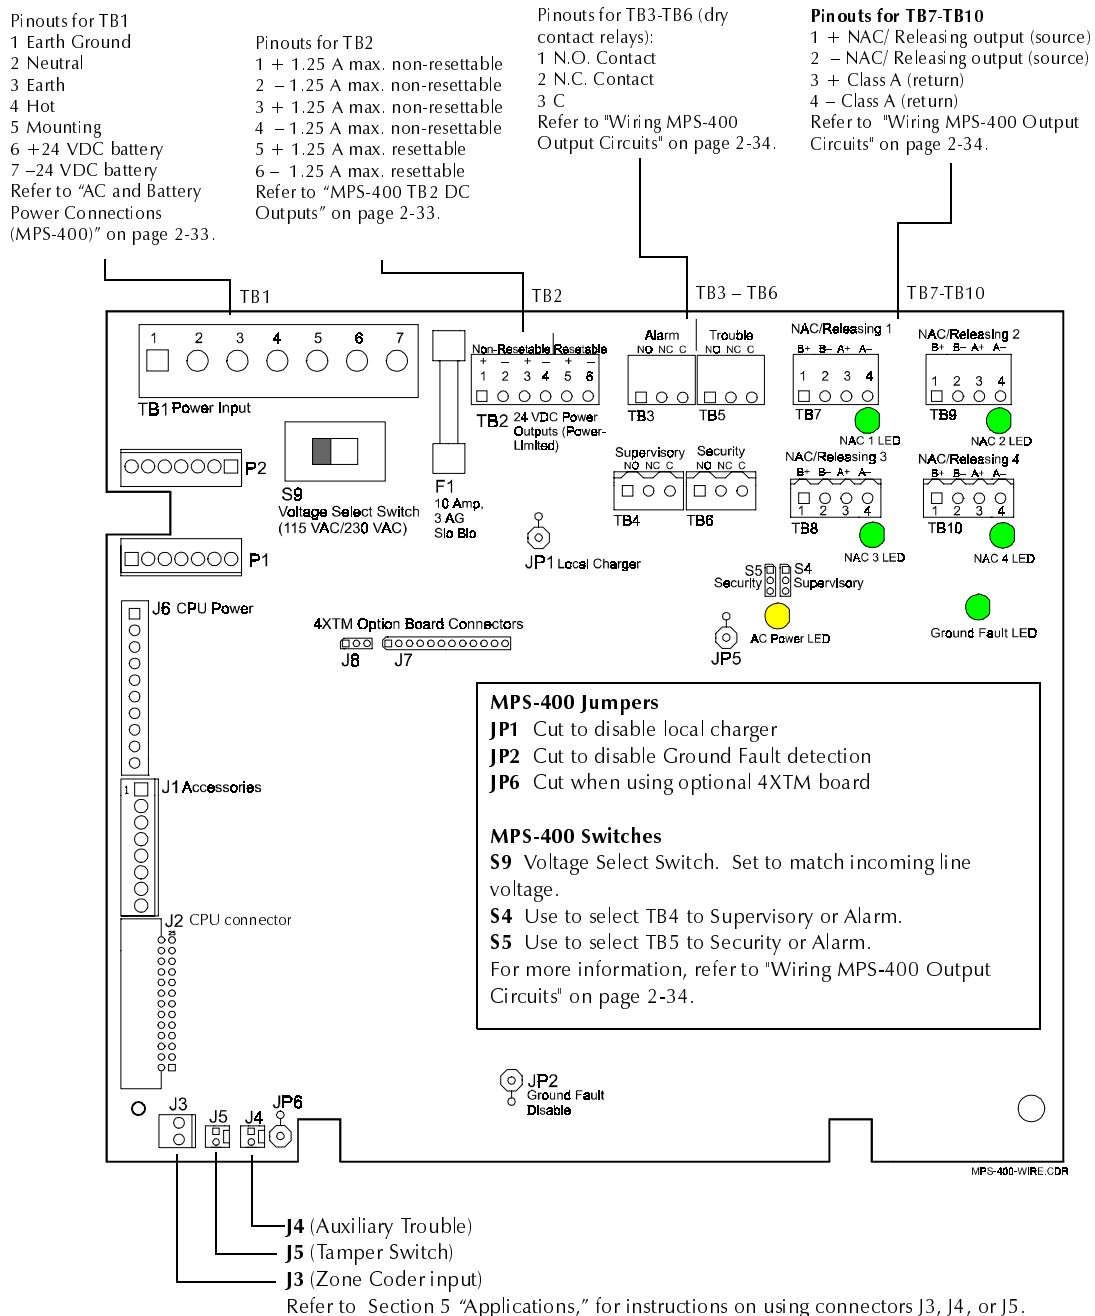 Pinouts for TB1
1 Earth Ground
2 Neutral
3 Earth
4 Hot
5 Mounting
6 +24 VDC battery
7 –24 VDC battery
Refer to “AC and Battery
Power Connections
(MPS-400)” on page 2-33.
Pinouts for TB2
1 + 1.25 A max. non-resettable
2 – 1.25 A max. non-resettable
3 + 1.25 A max. non-resettable
4 – 1.25 A max. non-resettable
5 + 1.25 A max. resettable
6 – 1.25 A max. resettable
Refer to “MPS-400 TB2 DC
Outputs” on page 2-33.
Pinouts for TB3-TB6 (dry
contact relays):
1 N.O. Contact
2 N.C. Contact
3 C
Refer to "Wiring MPS-400
Output Circuits" on page 2-34.
Pinouts for TB7-TB10
1 + NAC/ Releasing output (source)
2 – NAC/ Releasing output (source)
3 + Class A (return)
4 – Class A (return)
Refer to "Wiring MPS-400 Output
Circuits" on page 2-34.
TB1
TB2
TB3 – TB6
TB7-TB10
1 2 3 4 5 6 7
TB1 Power Input
Non-Resetable Resetable
+ – + – + –
1 2 3 4 5 6
TB2 24 VDC Power
Outputs (Power-
Limited)
Alarm
NO NC C
TB3
Trouble
NO NC C
TB5
NAC/Releasing 1
B+ B– A+ A–
1 2 3 4
TB7
NAC 1 LED
NAC/Releasing 2
B+ B– A+ A–
1 2 3 4
TB9
NAC 2 LED
P2
S9
Voltage Select Switch
(115 VAC/230 VAC)
F1
10 Amp,
3 AG
Slo Blo
Supervisory
NO NC C
TB4
Security
NO NC C
TB6
NAC/Releasing 3
B+ B– A+ A–
1 2 3 4
TB8
NAC 3 LED
NAC/Releasing 4
B+ B– A+ A–
1 2 3 4
TB10
NAC 4 LED
P1
JP1 Local Charger
S5 S4
Security Supervisory
AC Power LED
Ground Fault LED
J6 CPU Power
4XTM Option Board Connectors
J8 J7
JP5
MPS-400 Jumpers
JP1 Cut to disable local charger
JP2 Cut to disable Ground Fault detection
JP6 Cut when using optional 4XTM board
MPS-400 Switches
S9 Voltage Select Switch. Set to match incoming line
voltage.
S4 Use to select TB4 to Supervisory or Alarm.
S5 Use to select TB5 to Security or Alarm.
For more information, refer to "Wiring MPS-400 Output
Circuits" on page 2-34.
1
J1 Accessories
J2 CPU connector
JP2
Ground Fault
Disable
J3 J5 J4 JP6
MPS-400-WIRE.CDR
J4 (Auxiliary Trouble)
J5 (Tamper Switch)
J3 (Zone Coder input)
Refer to Section 5 “Applications,” for instructions on using connectors J3, J4, or J5.